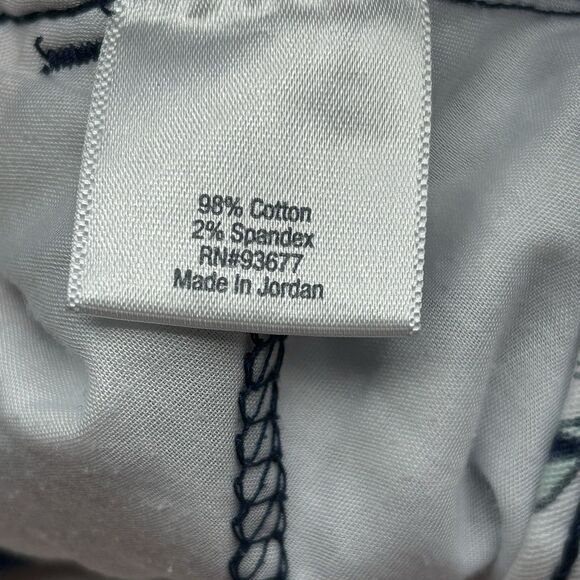 98% Cotton
2% Spandex
RN#93677
Made In Jordan